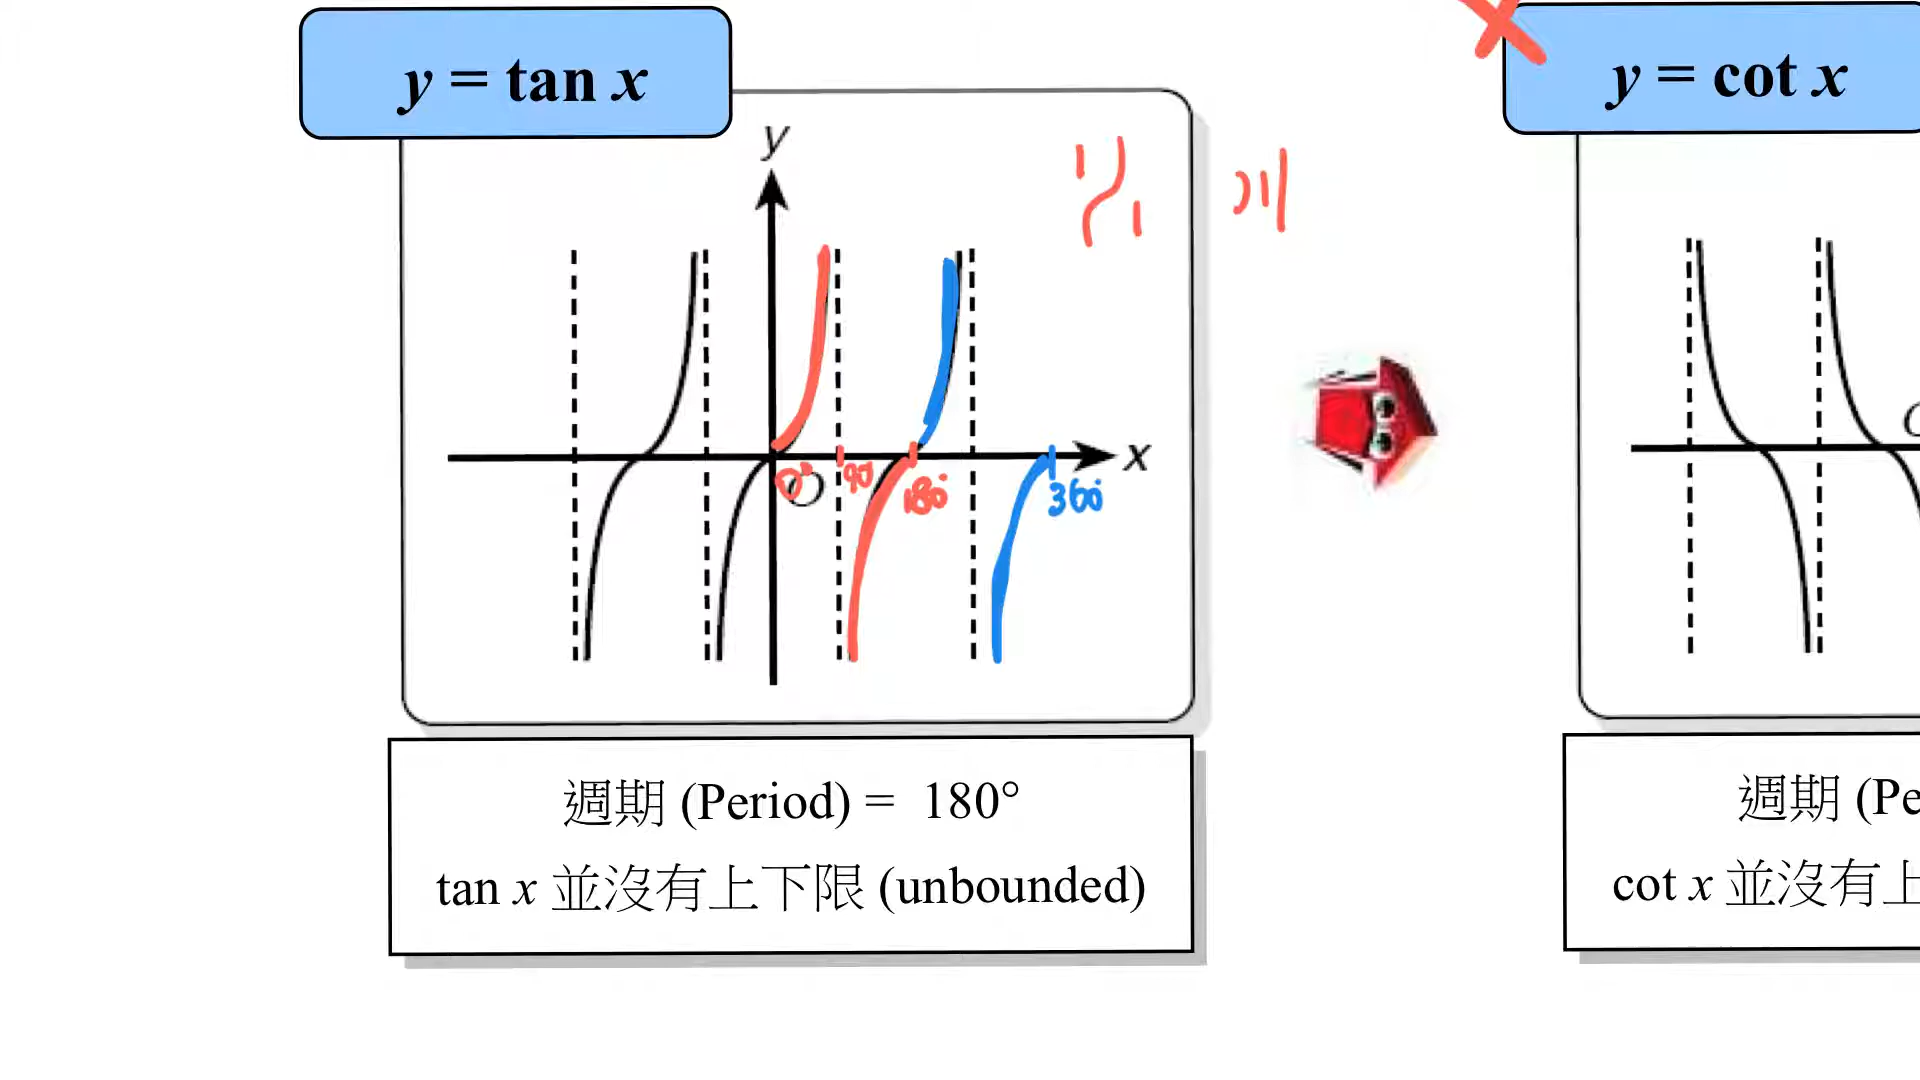 y = tan x
y = cot x
y
x
O
0°
90
180°
360°
週期 (Period) = 180°
tan x 並沒有上下限 (unbounded)
週期 (Pe
cot x 並沒有上